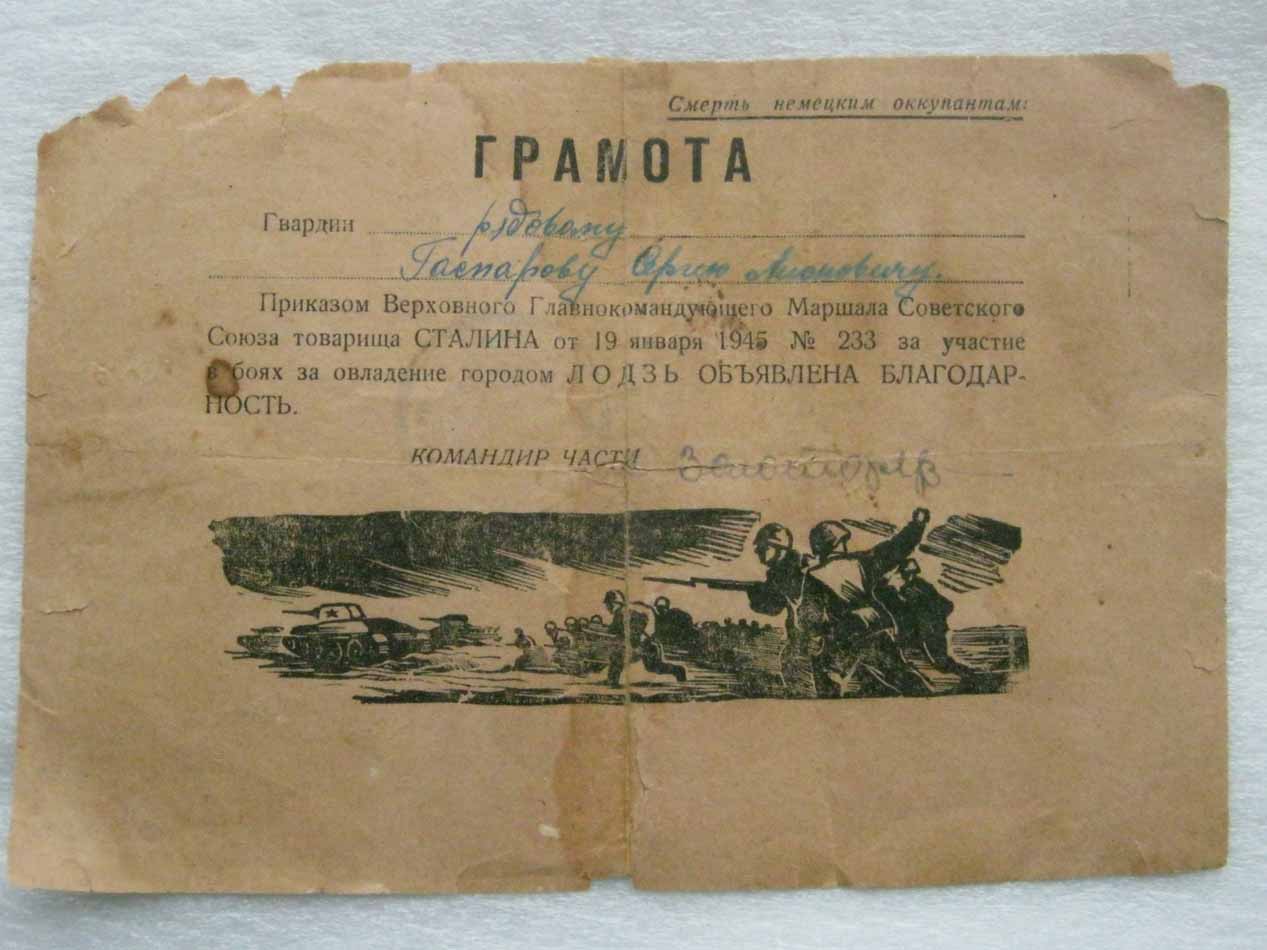 Смерть немецким оккупантам!
ГРАМОТА
Гвардии рядовому
Гаспарову Сергею
Приказом Верховного Главнокомандующего Маршала Советского
Союза товарища СТАЛИНА от 19 января 1945 № 233 за участие
в боях за овладение городом ЛОДЗЬ ОБЪЯВЛЕНА БЛАГОДАР-
НОСТЬ.
КОМАНДИР ЧАСТИ